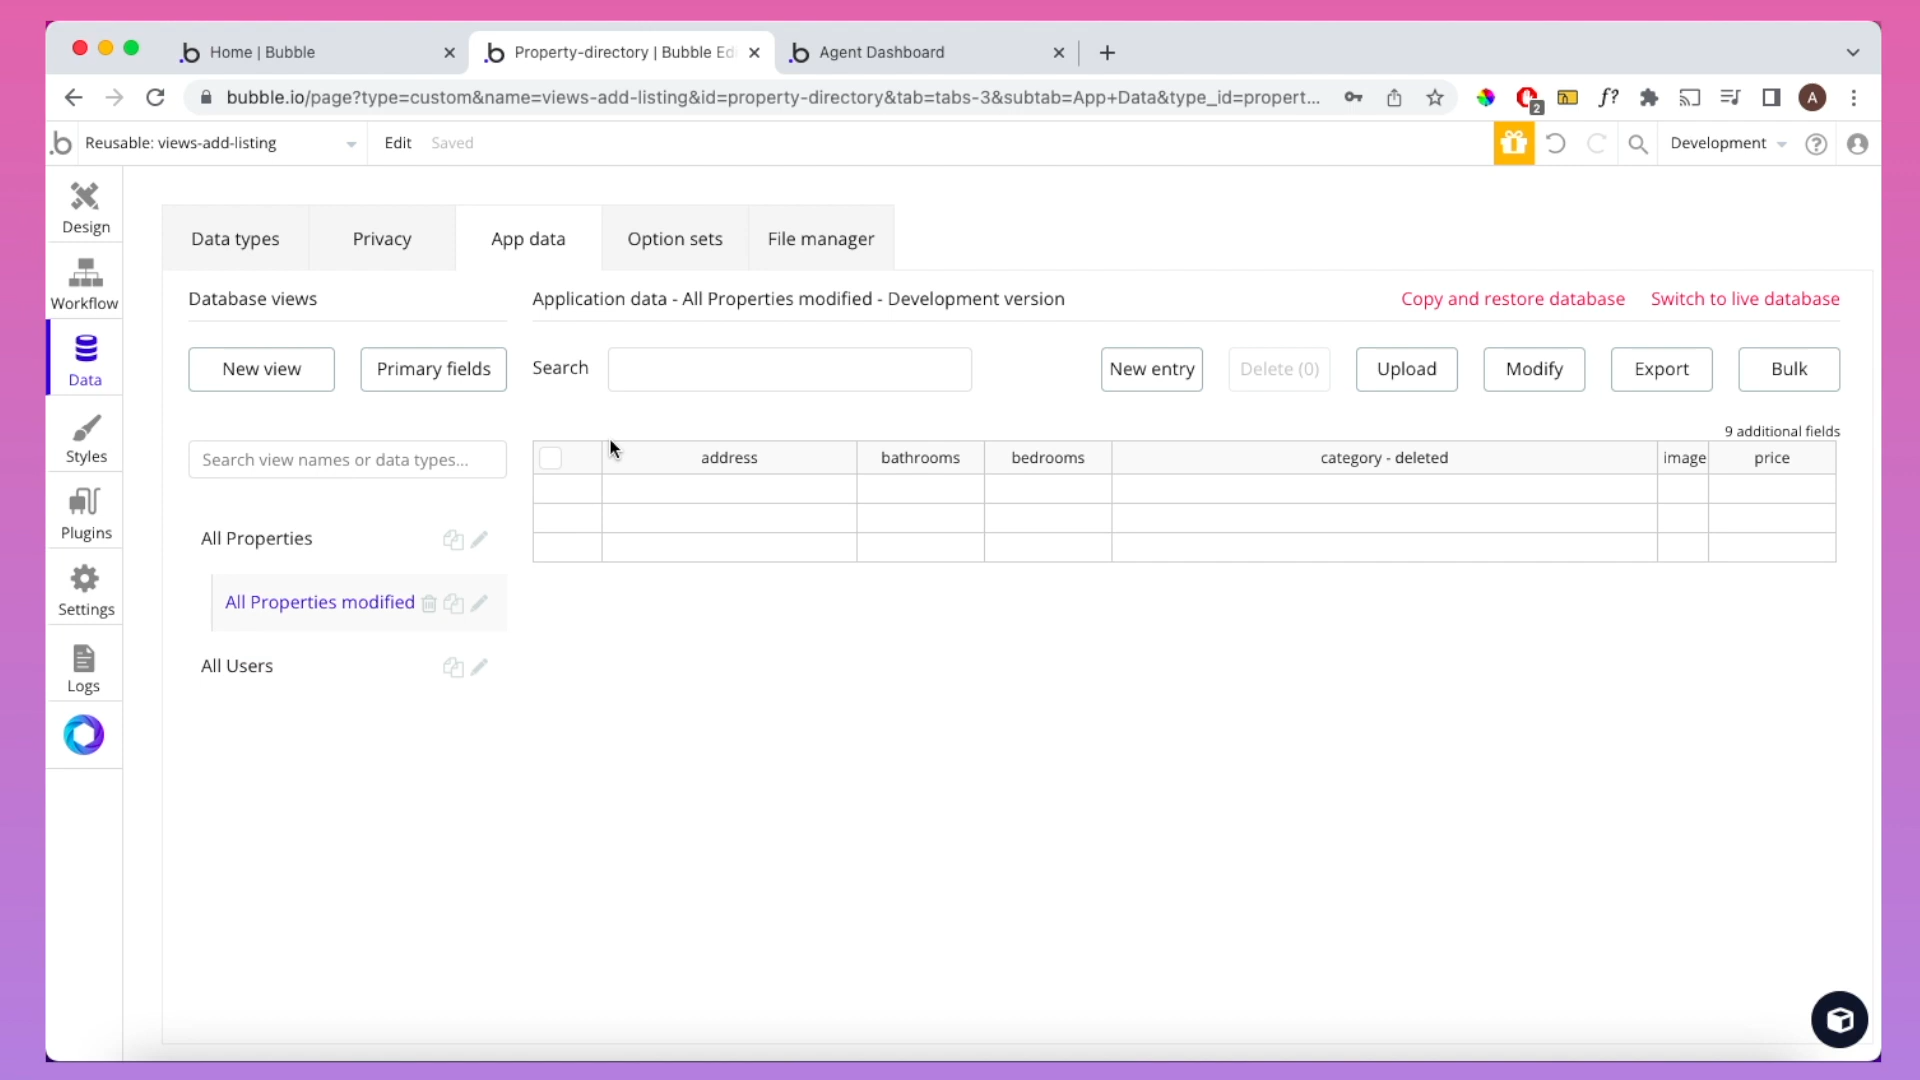 Home | Bubble
Property-directory | Bubble Ed
Agent Dashboard
bubble.io/page?type=custom&name=views-add-listing&id=property-directory&tab=tabs-3&subtab=App+Data&type_id=propert...
f?
2
A
b
Reusable: views-add-listing
Edit
Saved
Development
Design
Workflow
Data
Styles
Plugins
Settings
Logs
Data types
Privacy
App data
Option sets
File manager
Database views
Application data - All Properties modified - Development version
Copy and restore database
Switch to live database
New view
Primary fields
Search
New entry
Delete (0)
Upload
Modify
Export
Bulk
9 additional fields
Search view names or data types...
address
bathrooms
bedrooms
category - deleted
image
price
All Properties
All Properties modified
All Users